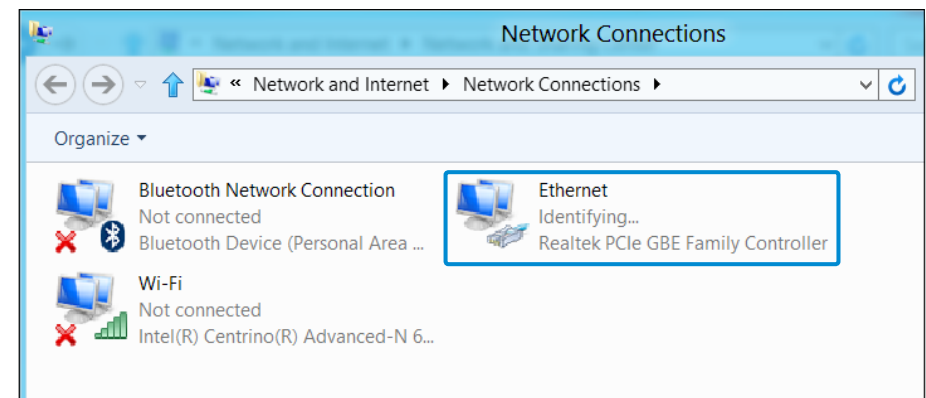 Network Connections
« Network and Internet Network Connections
Organize
Bluetooth Network Connection
Not connected
Bluetooth Device (Personal Area ...
Ethernet
Identifying...
Realtek PCIe GBE Family Controller
Wi-Fi
Not connected
Intel(R) Centrino(R) Advanced-N 6...